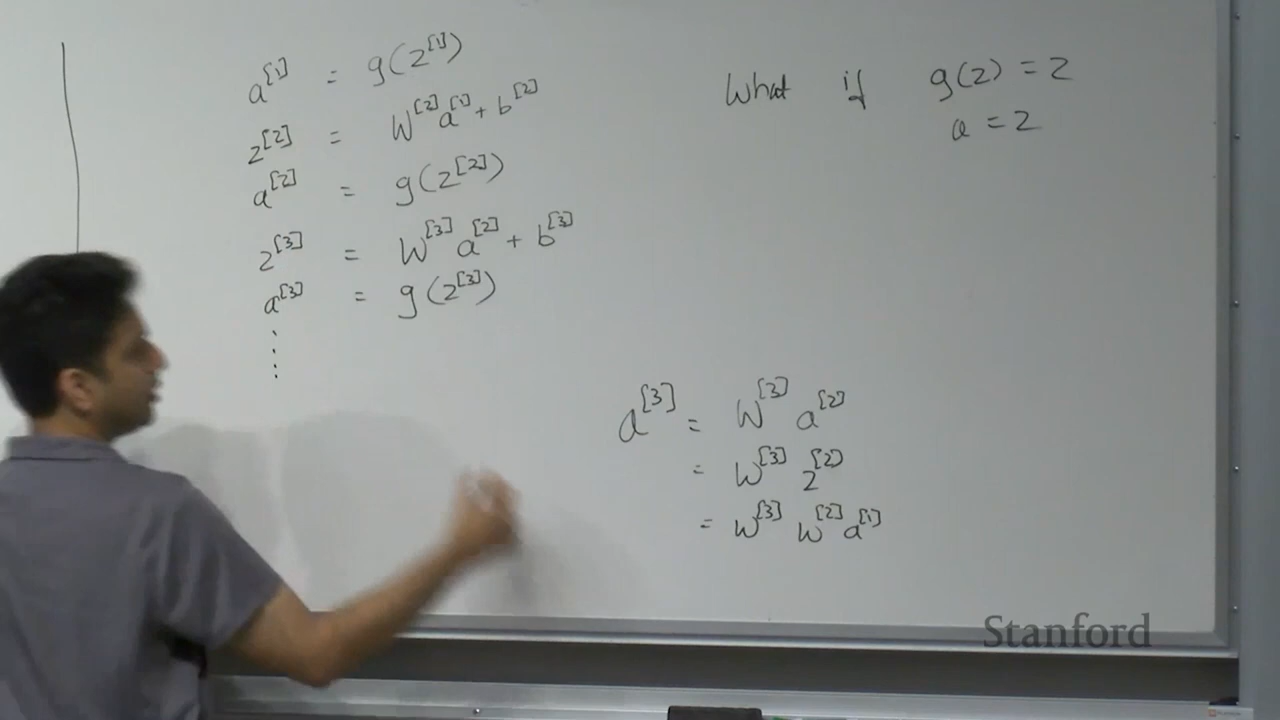 a^[1] = g(z^[1])
z^[2] = W^[2] a^[1] + b^[2]
a^[2] = g(z^[2])
z^[3] = W^[3] a^[2] + b^[3]
a^[3] = g(z^[3])
⋮
What if g(z) = z
a = z
a^[3] = W^[3] a^[2]
= W^[3] z^[2]
= W^[3] W^[2] a^[1]
Stanford